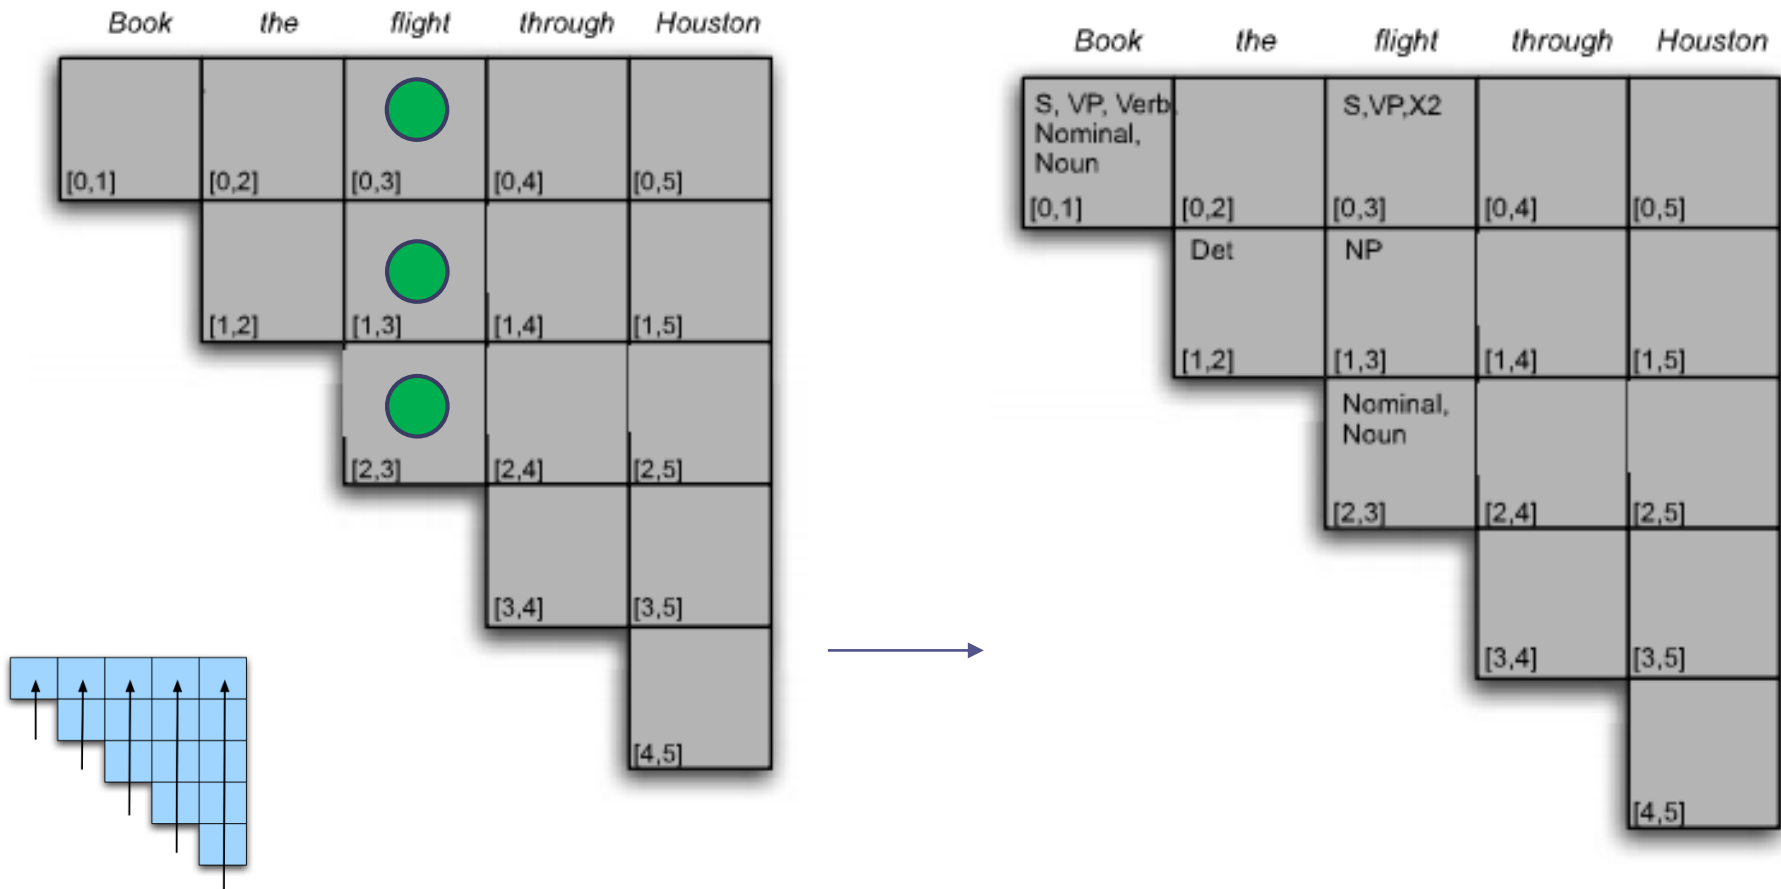 Book the flight through Houston
[0,1] [0,2] [0,3] [0,4] [0,5]
[1,2] [1,3] [1,4] [1,5]
[2,3] [2,4] [2,5]
[3,4] [3,5]
[4,5]
Book the flight through Houston
S, VP, Verb, S,VP,X2
Nominal,
Noun
[0,1] [0,2] [0,3] [0,4] [0,5]
Det NP
[1,2] [1,3] [1,4] [1,5]
Nominal,
Noun
[2,3] [2,4] [2,5]
[3,4] [3,5]
[4,5]